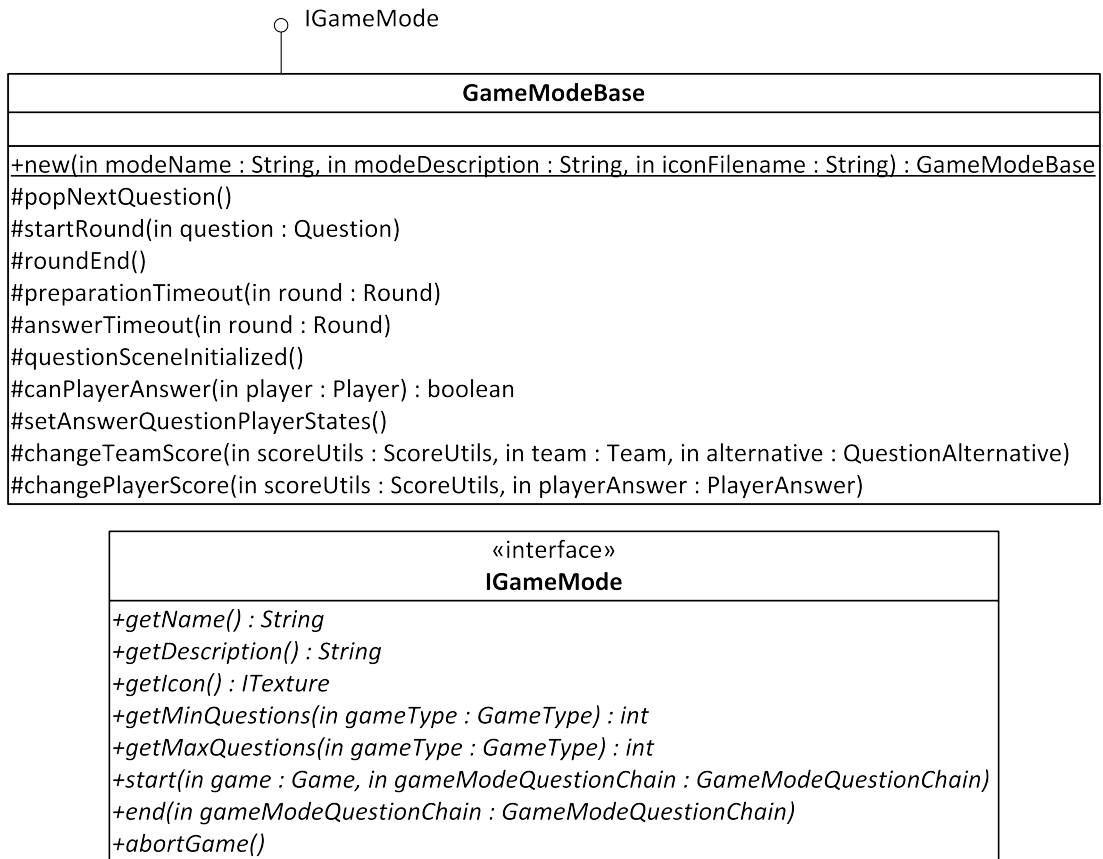 IGameMode
GameModeBase
+new(in modeName : String, in modeDescription : String, in iconFilename : String) : GameModeBase
#popNextQuestion()
#startRound(in question : Question)
#roundEnd()
#preparationTimeout(in round : Round)
#answerTimeout(in round : Round)
#questionSceneInitialized()
#canPlayerAnswer(in player : Player) : boolean
#setAnswerQuestionPlayerStates()
#changeTeamScore(in scoreUtils : ScoreUtils, in team : Team, in alternative : QuestionAlternative)
#changePlayerScore(in scoreUtils : ScoreUtils, in playerAnswer : PlayerAnswer)
«interface»
IGameMode
+getName() : String
+getDescription() : String
+getIcon() : ITexture
+getMinQuestions(in gameType : GameType) : int
+getMaxQuestions(in gameType : GameType) : int
+start(in game : Game, in gameModeQuestionChain : GameModeQuestionChain)
+end(in gameModeQuestionChain : GameModeQuestionChain)
+abortGame()